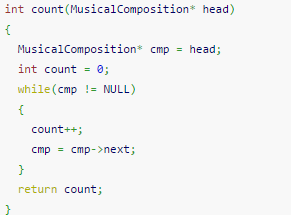 int count(MusicalComposition* head)
{
  MusicalComposition* cmp = head;
  int count = 0;
  while(cmp != NULL)
  {
    count++;
    cmp = cmp->next;
  }
  return count;
}